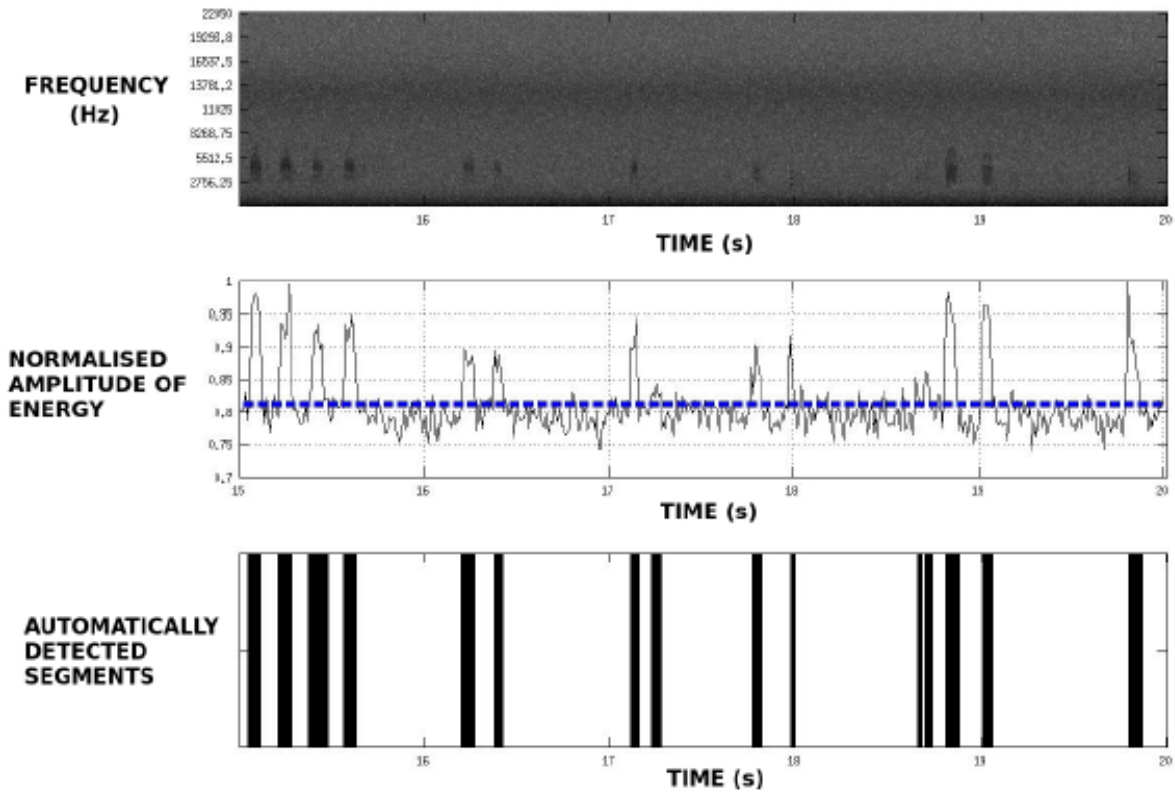 22050
19293,8
16537,5
13781,2
11025
8268,75
5512,5
2756,25
FREQUENCY
(Hz)
16
17
18
19
20
TIME (s)
1
0,95
0,9
0,85
0,8
0,75
0,7
NORMALISED
AMPLITUDE OF
ENERGY
15
16
17
18
19
20
TIME (s)
AUTOMATICALLY
DETECTED
SEGMENTS
16
17
18
19
20
TIME (s)